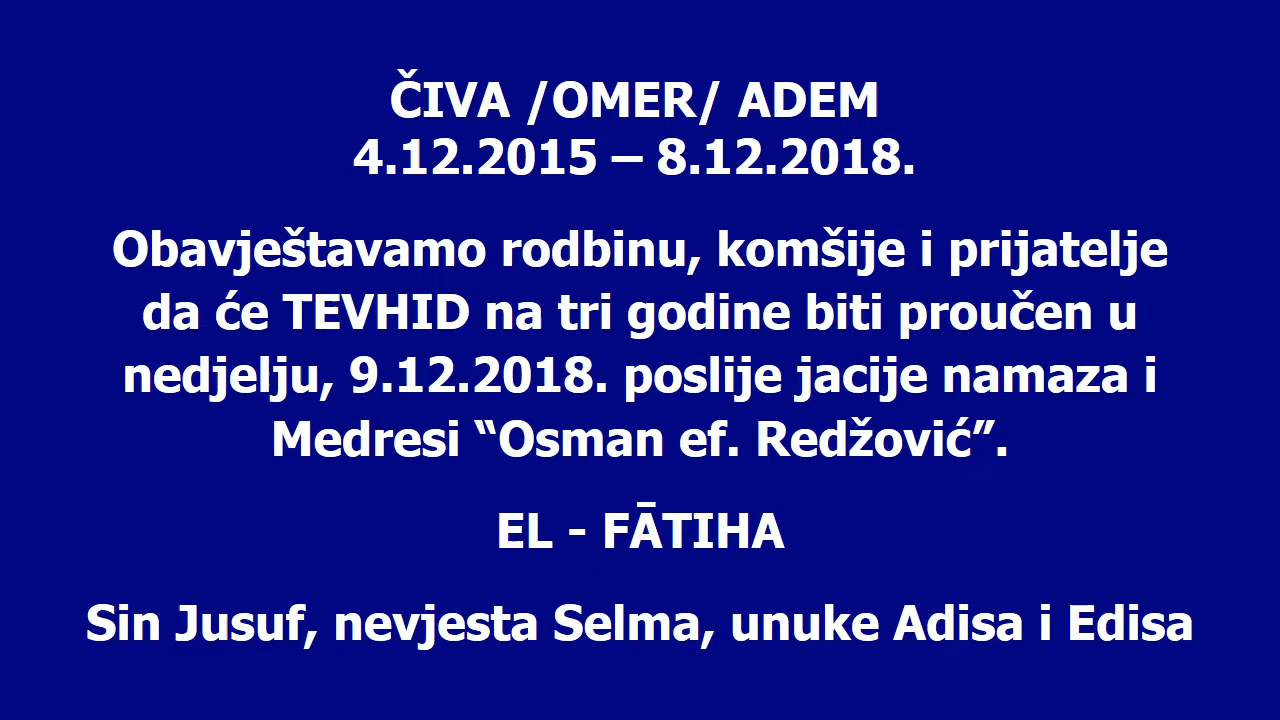 ČIVA /OMER/ ADEM
4.12.2015 – 8.12.2018.
Obavještavamo rodbinu, komšije i prijatelje
da će TEVHID na tri godine biti proučen u
nedjelju, 9.12.2018. poslije jacije namaza i
Medresi “Osman ef. Redžović”.
EL - FĀTIHA
Sin Jusuf, nevjesta Selma, unuke Adisa i Edisa